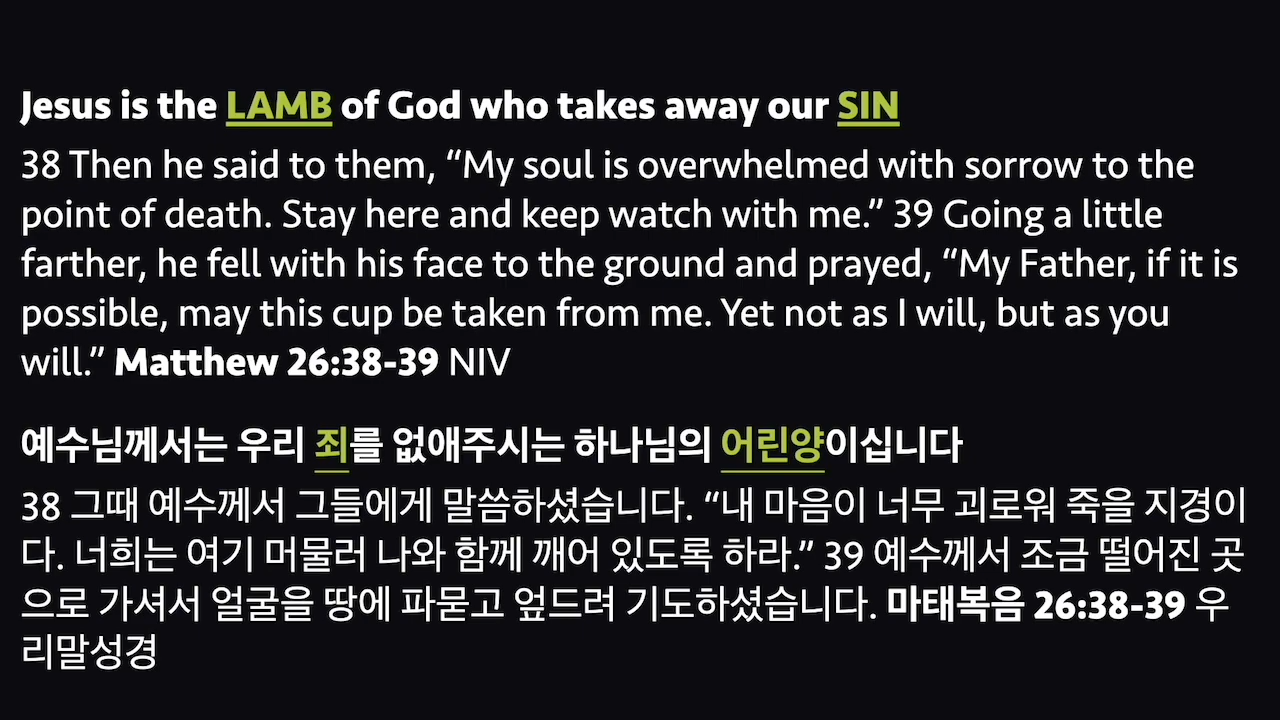 Jesus is the LAMB of God who takes away our SIN
38 Then he said to them, “My soul is overwhelmed with sorrow to the
point of death. Stay here and keep watch with me.” 39 Going a little
farther, he fell with his face to the ground and prayed, “My Father, if it is
possible, may this cup be taken from me. Yet not as I will, but as you
will.” Matthew 26:38-39 NIV
예수님께서는 우리 죄를 없애주시는 하나님의 어린양이십니다
38 그때 예수께서 그들에게 말씀하셨습니다. “내 마음이 너무 괴로워 죽을 지경이
다. 너희는 여기 머물러 나와 함께 깨어 있도록 하라.” 39 예수께서 조금 떨어진 곳
으로 가셔서 얼굴을 땅에 파묻고 엎드려 기도하셨습니다. 마태복음 26:38-39 우
리말성경